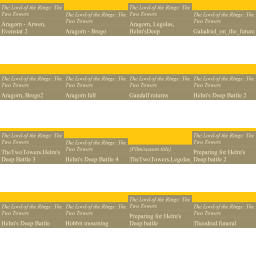 The Lord of the Rings: The
Two Towers
Aragorn - Arwen,
Evenstar 2
The Lord of the Rings: The
Two Towers
Aragorn - Brego
The Lord of the Rings: The
Two Towers
Aragorn, Legolas,
Helm'sDeep
The Lord of the Rings: The
Two Towers
Galadriel_on_the_future
The Lord of the Rings: The
Two Towers
Aragorn, Brego2
The Lord of the Rings: The
Two Towers
Aragorn fall
The Lord of the Rings: The
Two Towers
Gandalf returns
The Lord of the Rings: The
Two Towers
Helm's Deep Battle 2
The Lord of the Rings: The
Two Towers
TheTwoTowers.Helm's
Deep Battle 3
The Lord of the Rings: The
Two Towers
Helm's Deep Battle 4
[Film/season title]
TheTwoTowers.Legolas
The Lord of the Rings: The
Two Towers
Preparing for Helm's
Deep battle 2
The Lord of the Rings: The
Two Towers
Helm's Deep Battle
The Lord of the Rings: The
Two Towers
Hobbit mourning
The Lord of the Rings: The
Two Towers
Preparing for Helm's
Deep battle
The Lord of the Rings: The
Two Towers
Theodred funeral